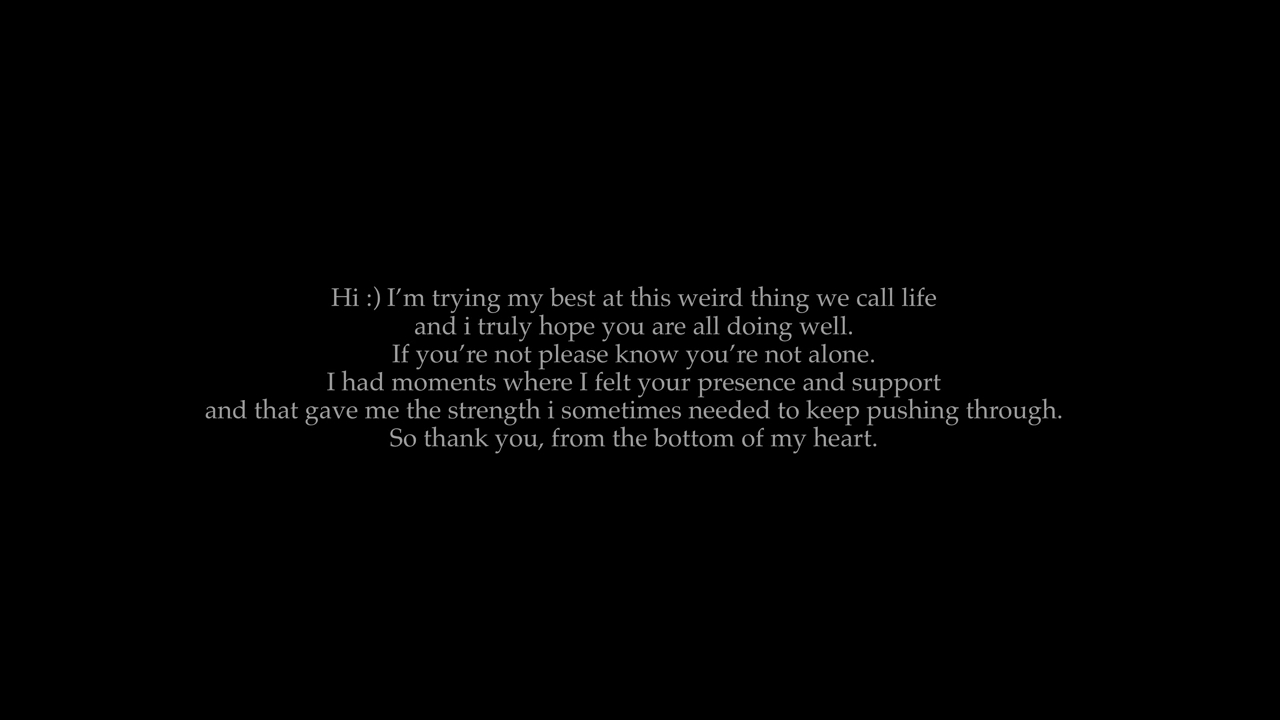 Hi :) I’m trying my best at this weird thing we call life
and i truly hope you are all doing well.
If you’re not please know you’re not alone.
I had moments where I felt your presence and support
and that gave me the strength i sometimes needed to keep pushing through.
So thank you, from the bottom of my heart.